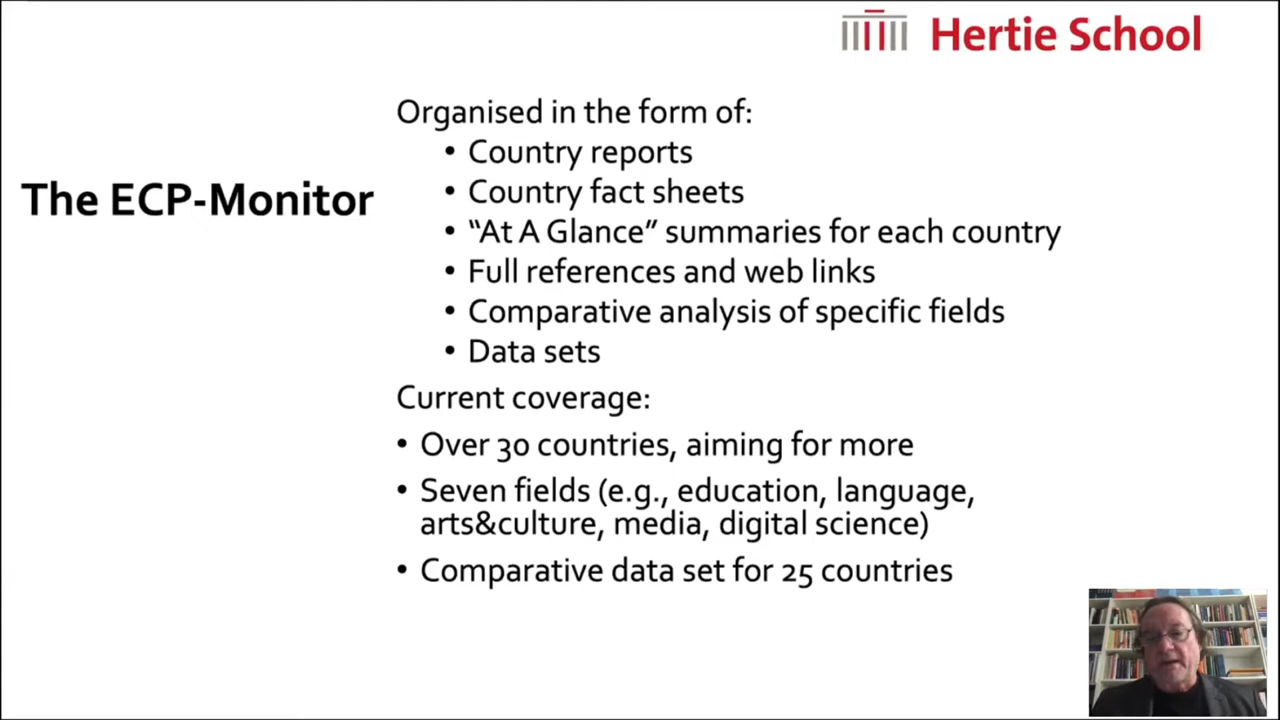 Hertie School
Organised in the form of:
• Country reports
The ECP-Monitor
• Country fact sheets
• “At A Glance” summaries for each country
• Full references and web links
• Comparative analysis of specific fields
• Data sets
Current coverage:
• Over 30 countries, aiming for more
• Seven fields (e.g., education, language,
arts&culture, media, digital science)
• Comparative data set for 25 countries